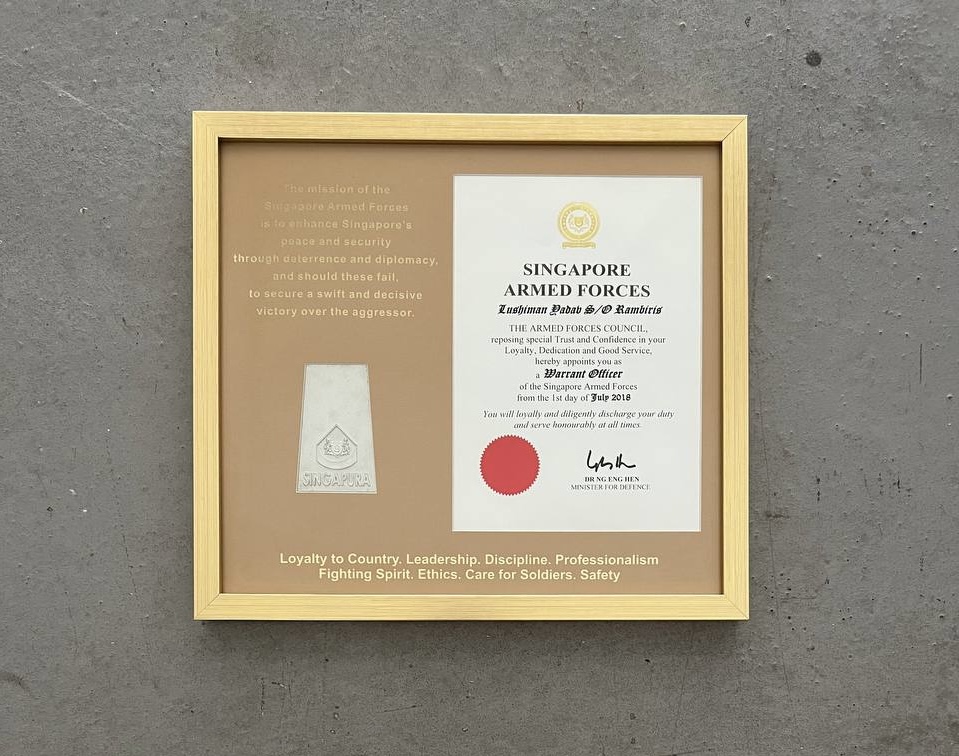 The mission of the
Singapore Armed Forces
is to enhance Singapore's
peace and security
through deterrence and diplomacy,
and should these fail,
to secure a swift and decisive
victory over the aggressor.
SINGAPURA
SINGAPORE
ARMED FORCES
Lushiman Yadav S/O Rambiris
THE ARMED FORCES COUNCIL,
reposing special Trust and Confidence in your
Loyalty, Dedication and Good Service,
hereby appoints you as
a Warrant Officer
of the Singapore Armed Forces
from the 1st day of July 2018
You will loyally and diligently discharge your duty
and serve honourably at all times.
DR NG ENG HEN
MINISTER FOR DEFENCE
Loyalty to Country. Leadership. Discipline. Professionalism
Fighting Spirit. Ethics. Care for Soldiers. Safety